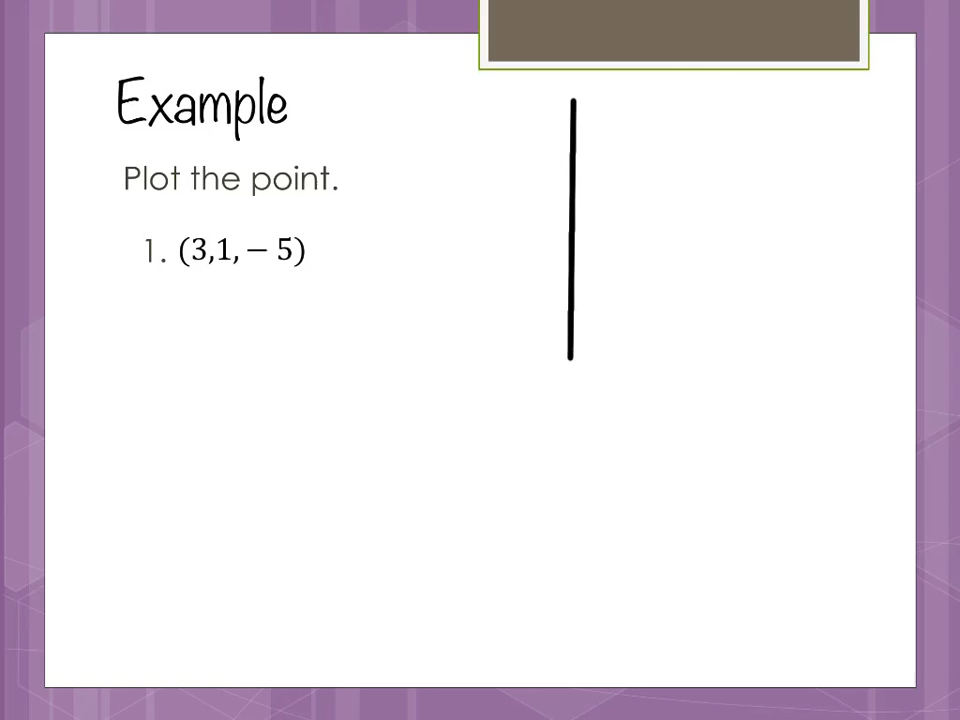 Example
Plot the point.
1. (3,1, − 5)